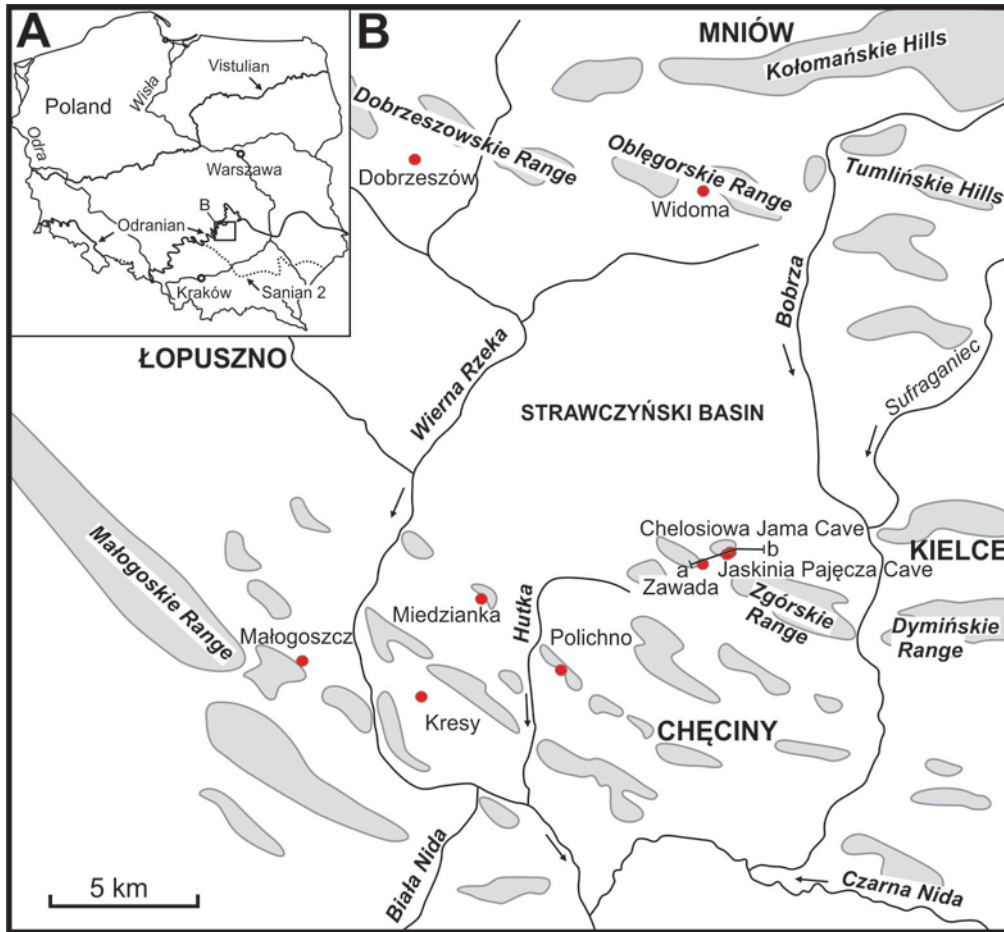 A
Poland
Wisła
Odra
Vistulian
Warszawa
B
Odranian
Kraków
Sanian 2
B
MNIÓW
Kołomańskie Hills
Dobrzeszowskie Range
Dobrzeszów
Oblęgorskie Range
Widoma
Tumlińskie Hills
Bobrza
Sufraganiec
ŁOPUSZNO
Wierna Rzeka
STRAWCZYŃSKI BASIN
Małogoskie Range
Chelosiowa Jama Cave
a
b
Jaskinia Pajęcza Cave
Zawada
KIELCE
Zgórskie
Range
Dymińskie
Range
Miedzianka
Hutka
Polichno
Małogoszcz
Kresy
CHĘCINY
Biała Nida
Czarna Nida
5 km